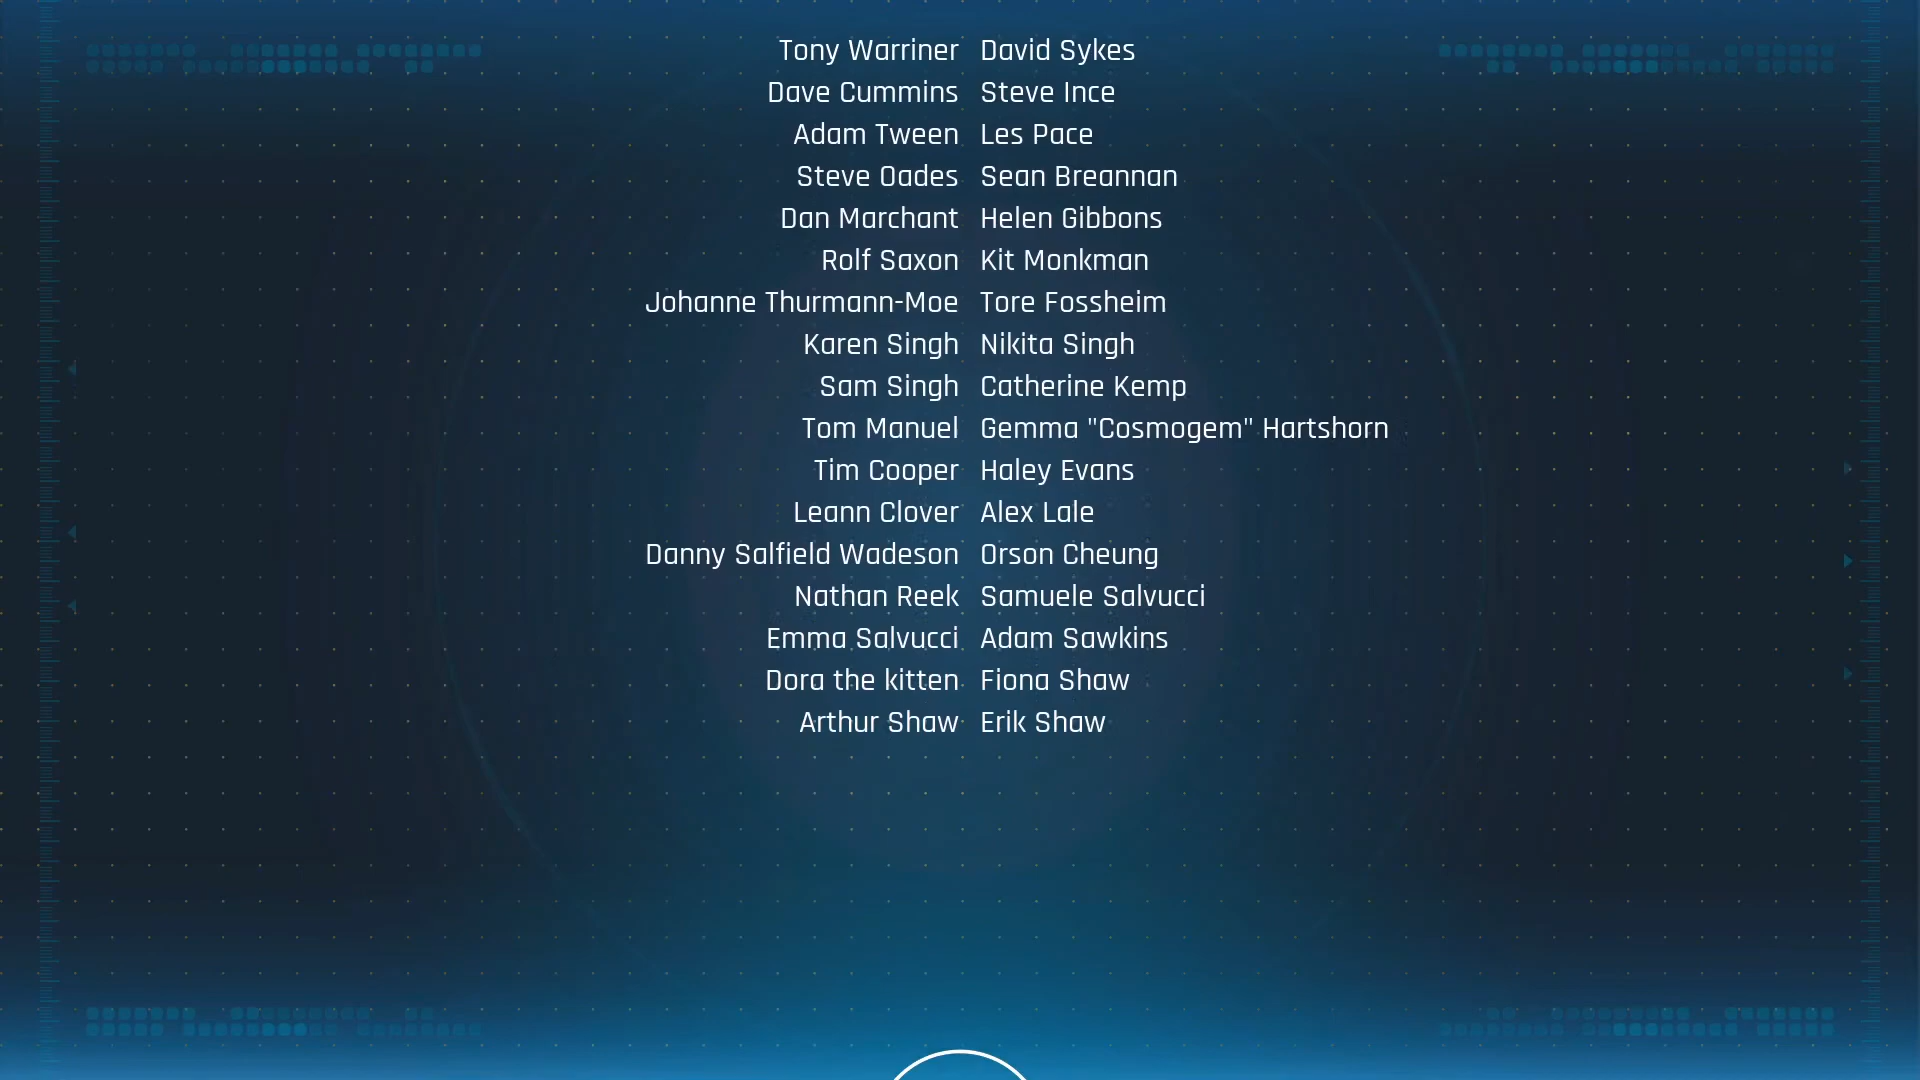 Tony Warriner David Sykes
Dave Cummins Steve Ince
Adam Tween Les Pace
Steve Oades Sean Breannan
Dan Marchant Helen Gibbons
Rolf Saxon Kit Monkman
Johanne Thurmann-Moe Tore Fossheim
Karen Singh Nikita Singh
Sam Singh Catherine Kemp
Tom Manuel Gemma "Cosmogem" Hartshorn
Tim Cooper Haley Evans
Leann Clover Alex Lale
Danny Salfield Wadeson Orson Cheung
Nathan Reek Samuele Salvucci
Emma Salvucci Adam Sawkins
Dora the kitten Fiona Shaw
Arthur Shaw Erik Shaw